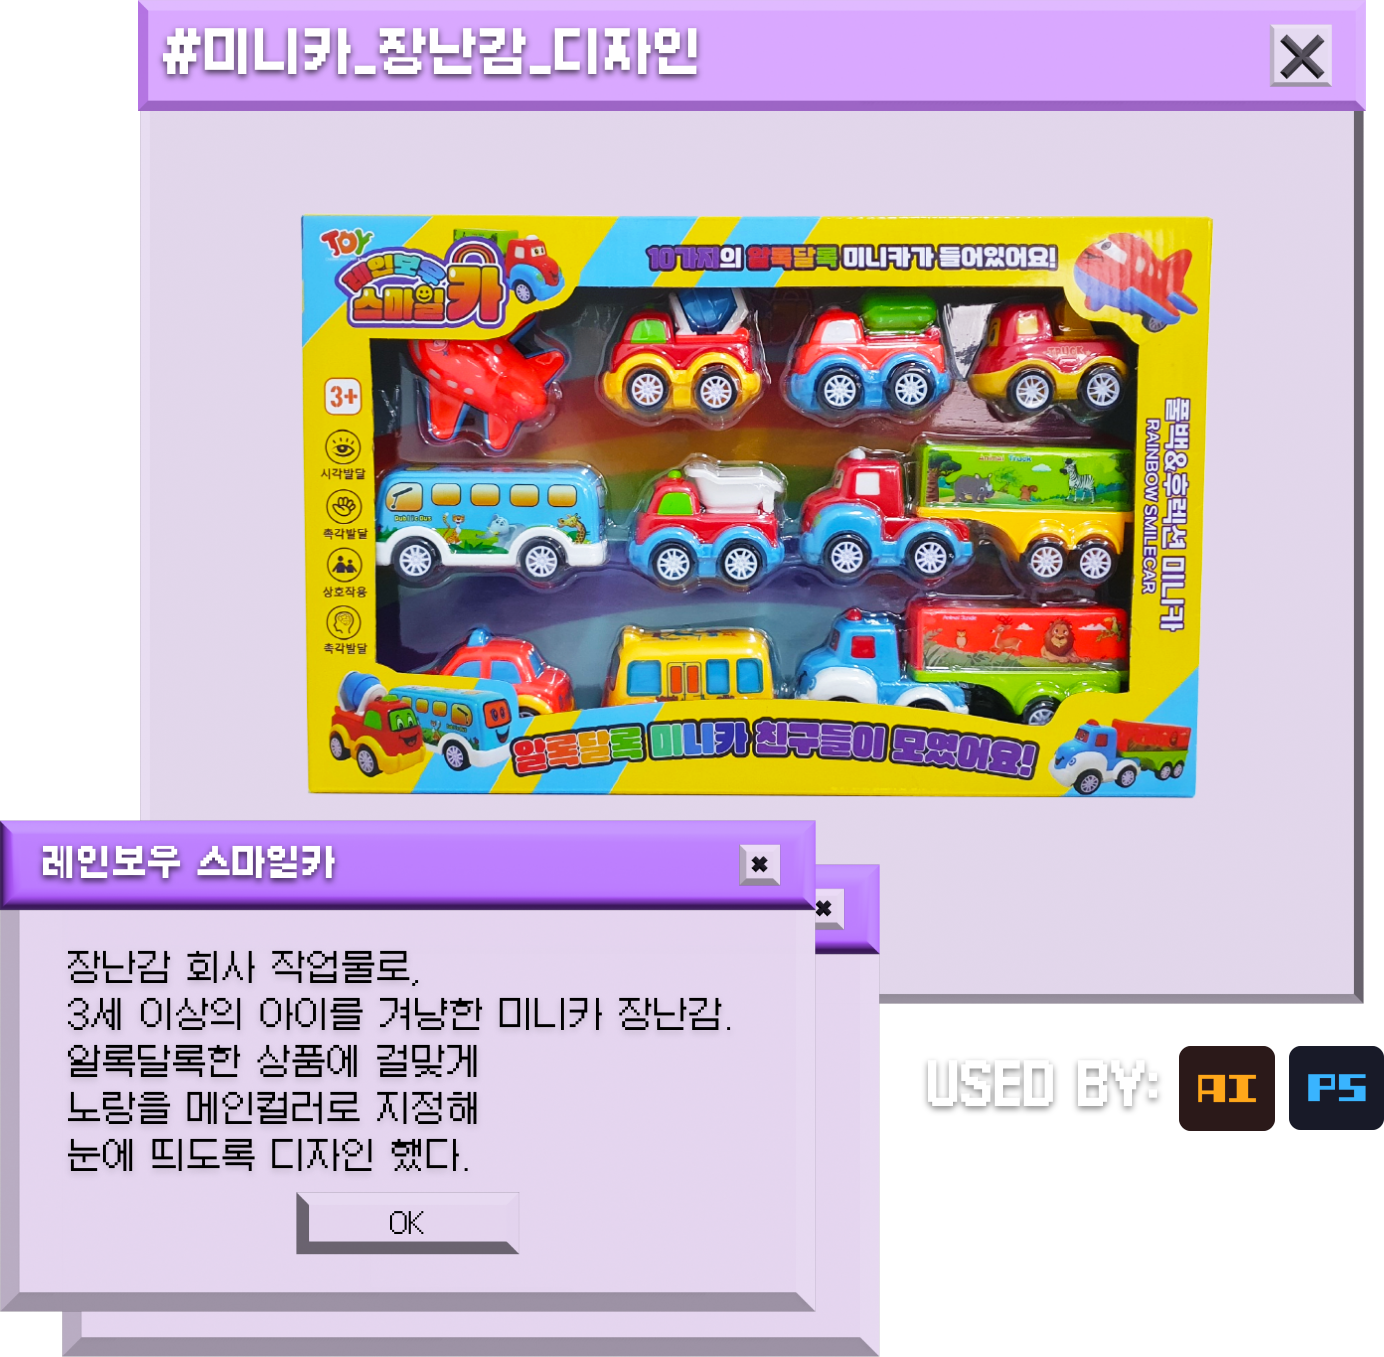 #미니카_장난감_디자인
TOY
레인보우
스마일카
10가지의 알록달록 미니카가 들어있어요!
3+
시각발달
촉각발달
상호작용
촉각발달
TRUCK
Public Bus
풀백&후랙션 미니카
RAINBOW SMILECAR
알록달록 미니카 친구들이 모였어요!
레인보우 스마일카
장난감 회사 작업물로,
3세 이상의 아이를 겨냥한 미니카 장난감.
알록달록한 상품에 걸맞게
노랑을 메인컬러로 지정해
눈에 띄도록 디자인 했다.
OK
USED BY: AI PS